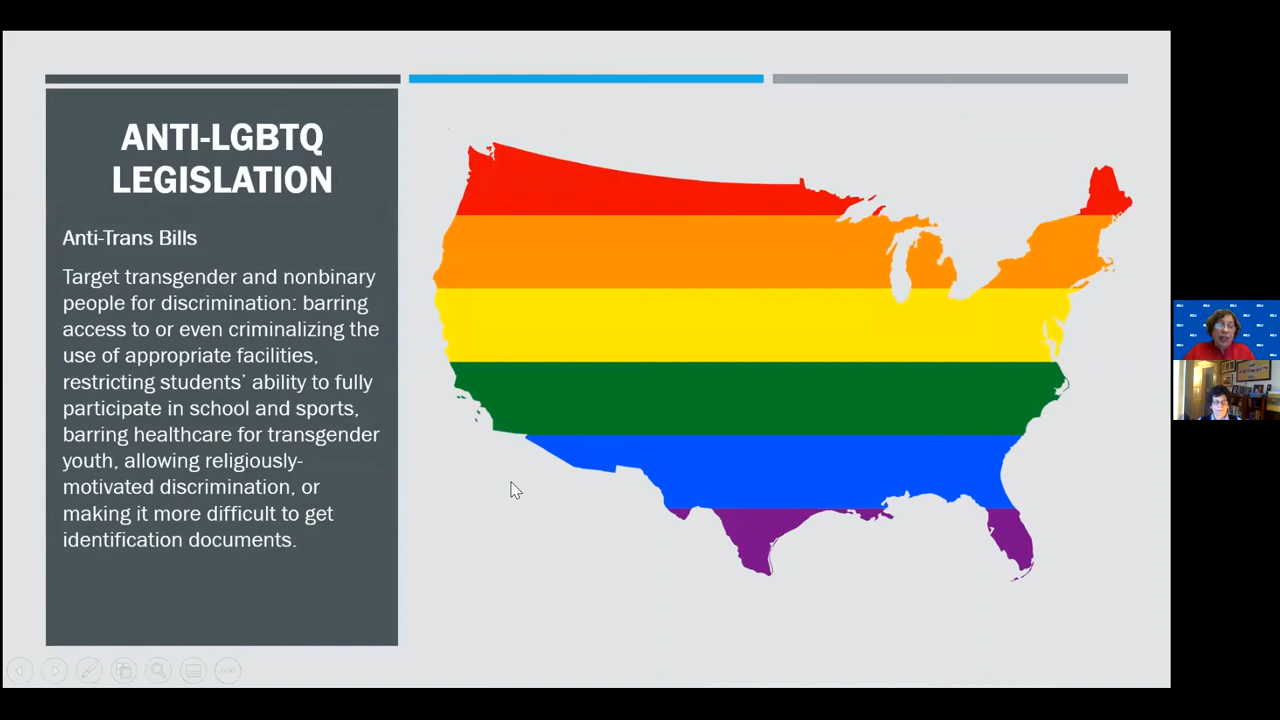 ANTI-LGBTQ
LEGISLATION
Anti-Trans Bills
Target transgender and nonbinary
people for discrimination: barring
access to or even criminalizing the
use of appropriate facilities,
restricting students’ ability to fully
participate in school and sports,
barring healthcare for transgender
youth, allowing religiously-
motivated discrimination, or
making it more difficult to get
identification documents.